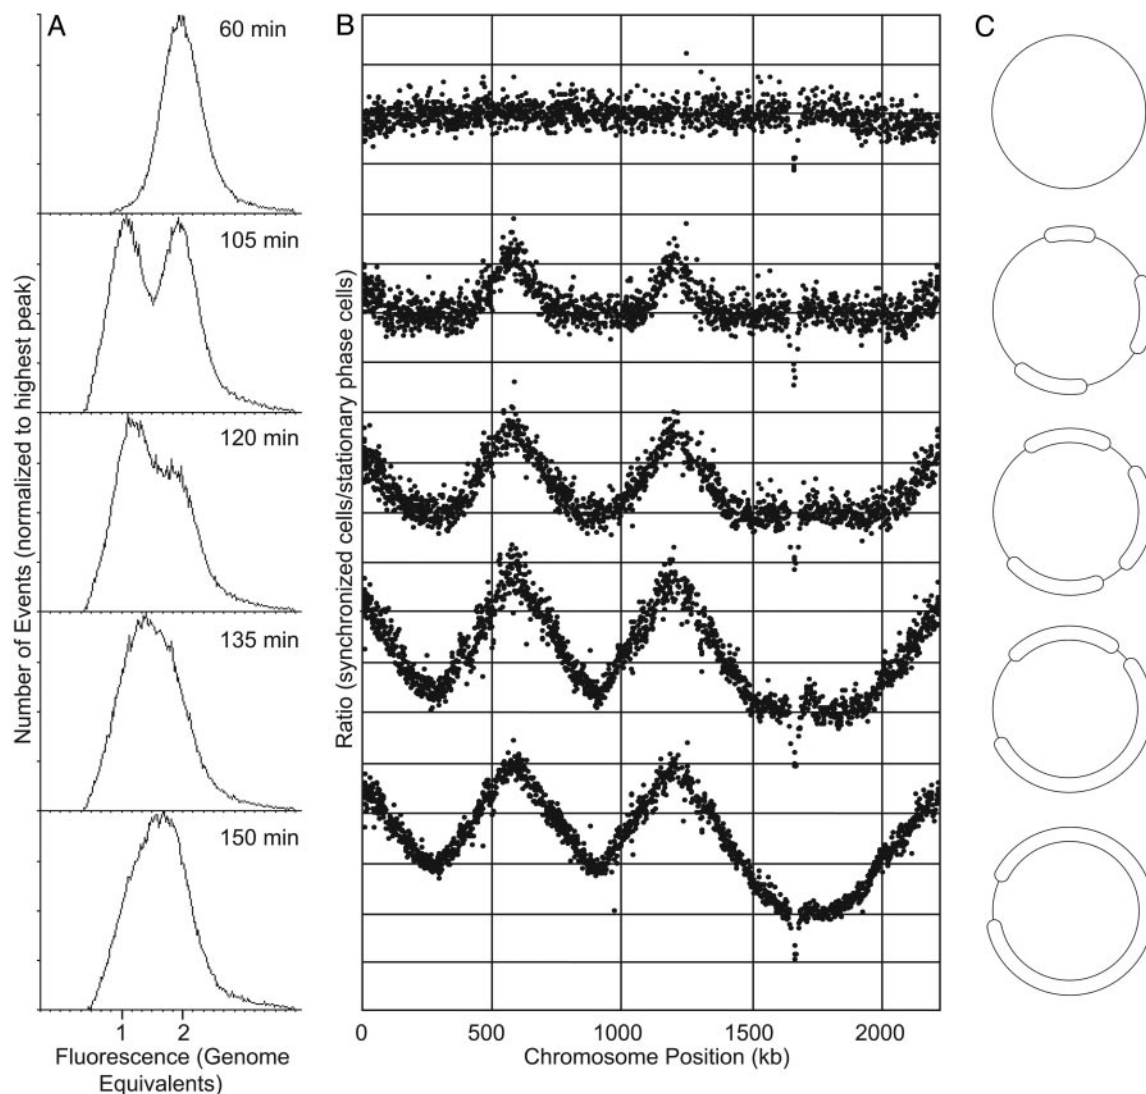 A
B
C
60 min
105 min
120 min
135 min
150 min
Number of Events (normalized to highest peak)
Ratio (synchronized cells/stationary phase cells)
1 2
Fluorescence (Genome
Equivalents)
0 500 1000 1500 2000
Chromosome Position (kb)